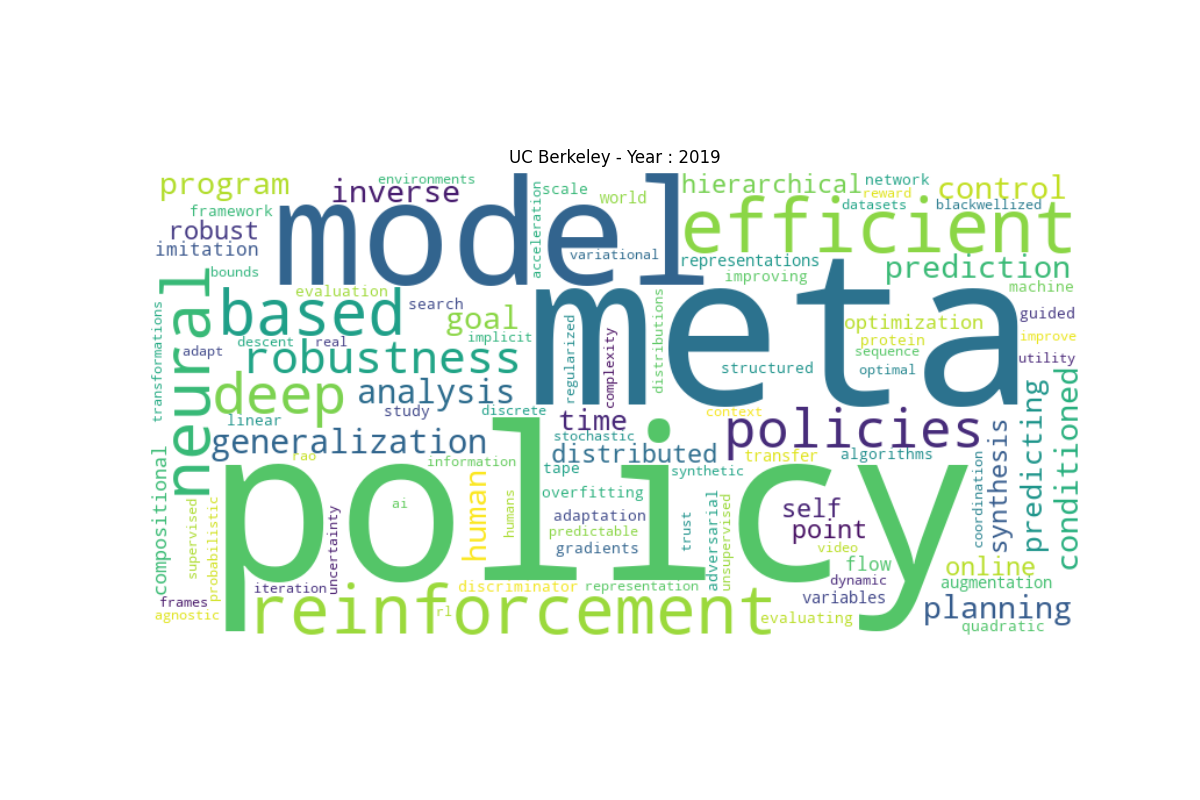 UC Berkeley - Year : 2019
program
inverse
environments
acceleration
scale
world
hierarchical
network
reward
control
framework
datasets
blackwellized
robust
model
efficient
imitation
variational
representations
prediction
bounds
improving
machine
neural
evaluation
search
based
goal
meta
distributions
guided
transformations
descent
real
implicit
regularized
complexity
optimization
protein
improve
adapt
robustness
sequence
utility
structured
optimal
deep
analysis
study
discrete
time
context
policies
predicting
conditioned
linear
generalization
stochastic
distributed
transfer
algorithms
synthesis
coordination
rad
information
tape
synthetic
compositional
policy
human
humans
ai
overfitting
supervised
probabilistic
uncertainty
adaptation
predictable
trust
adversarial
unsupervised
self
point
gradients
video
flow
online
iteration
discriminator
representation
dynamic
augmentation
frames
agnostic
reinforcement
rl
variables
planning
evaluating
quadratic